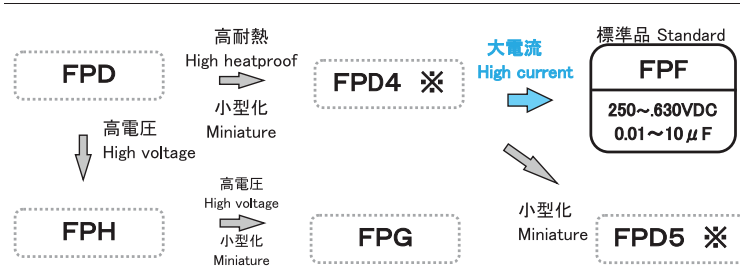 標準品 Standard
高耐熱
High heatproof
大電流
High current
FPD
FPD4 ※
FPF
小型化
Miniature
250~.630VDC
0.01~10μF
高電圧
High voltage
高電圧
High voltage
小型化
Miniature
FPH
FPG
小型化
Miniature
FPD5 ※